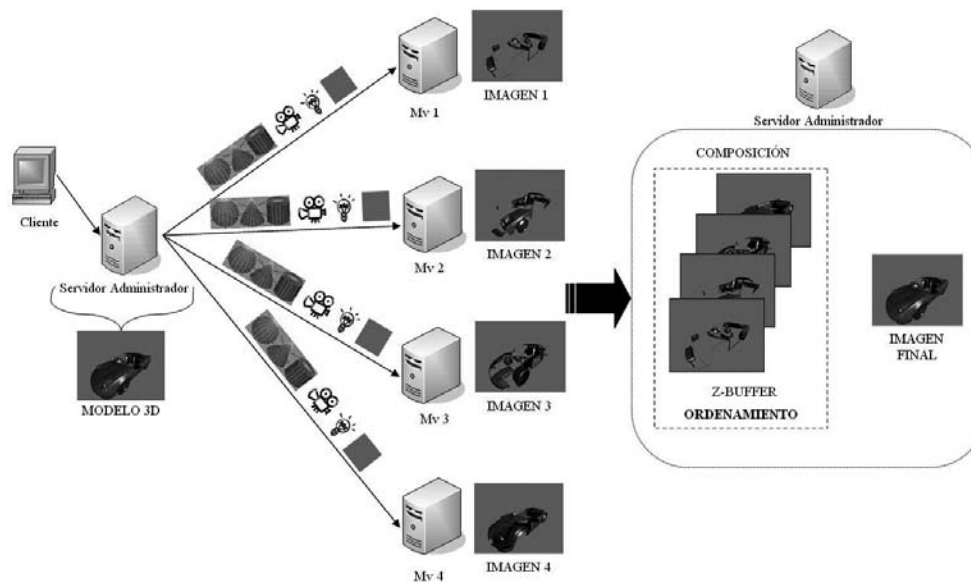 Cliente
Servidor Administrador
MODELO 3D
Mv 1
IMAGEN 1
Mv 2
IMAGEN 2
Mv 3
IMAGEN 3
Mv 4
IMAGEN 4
Servidor Administrador
COMPOSICIÓN
Z-BUFFER
ORDENAMIENTO
IMAGEN
FINAL